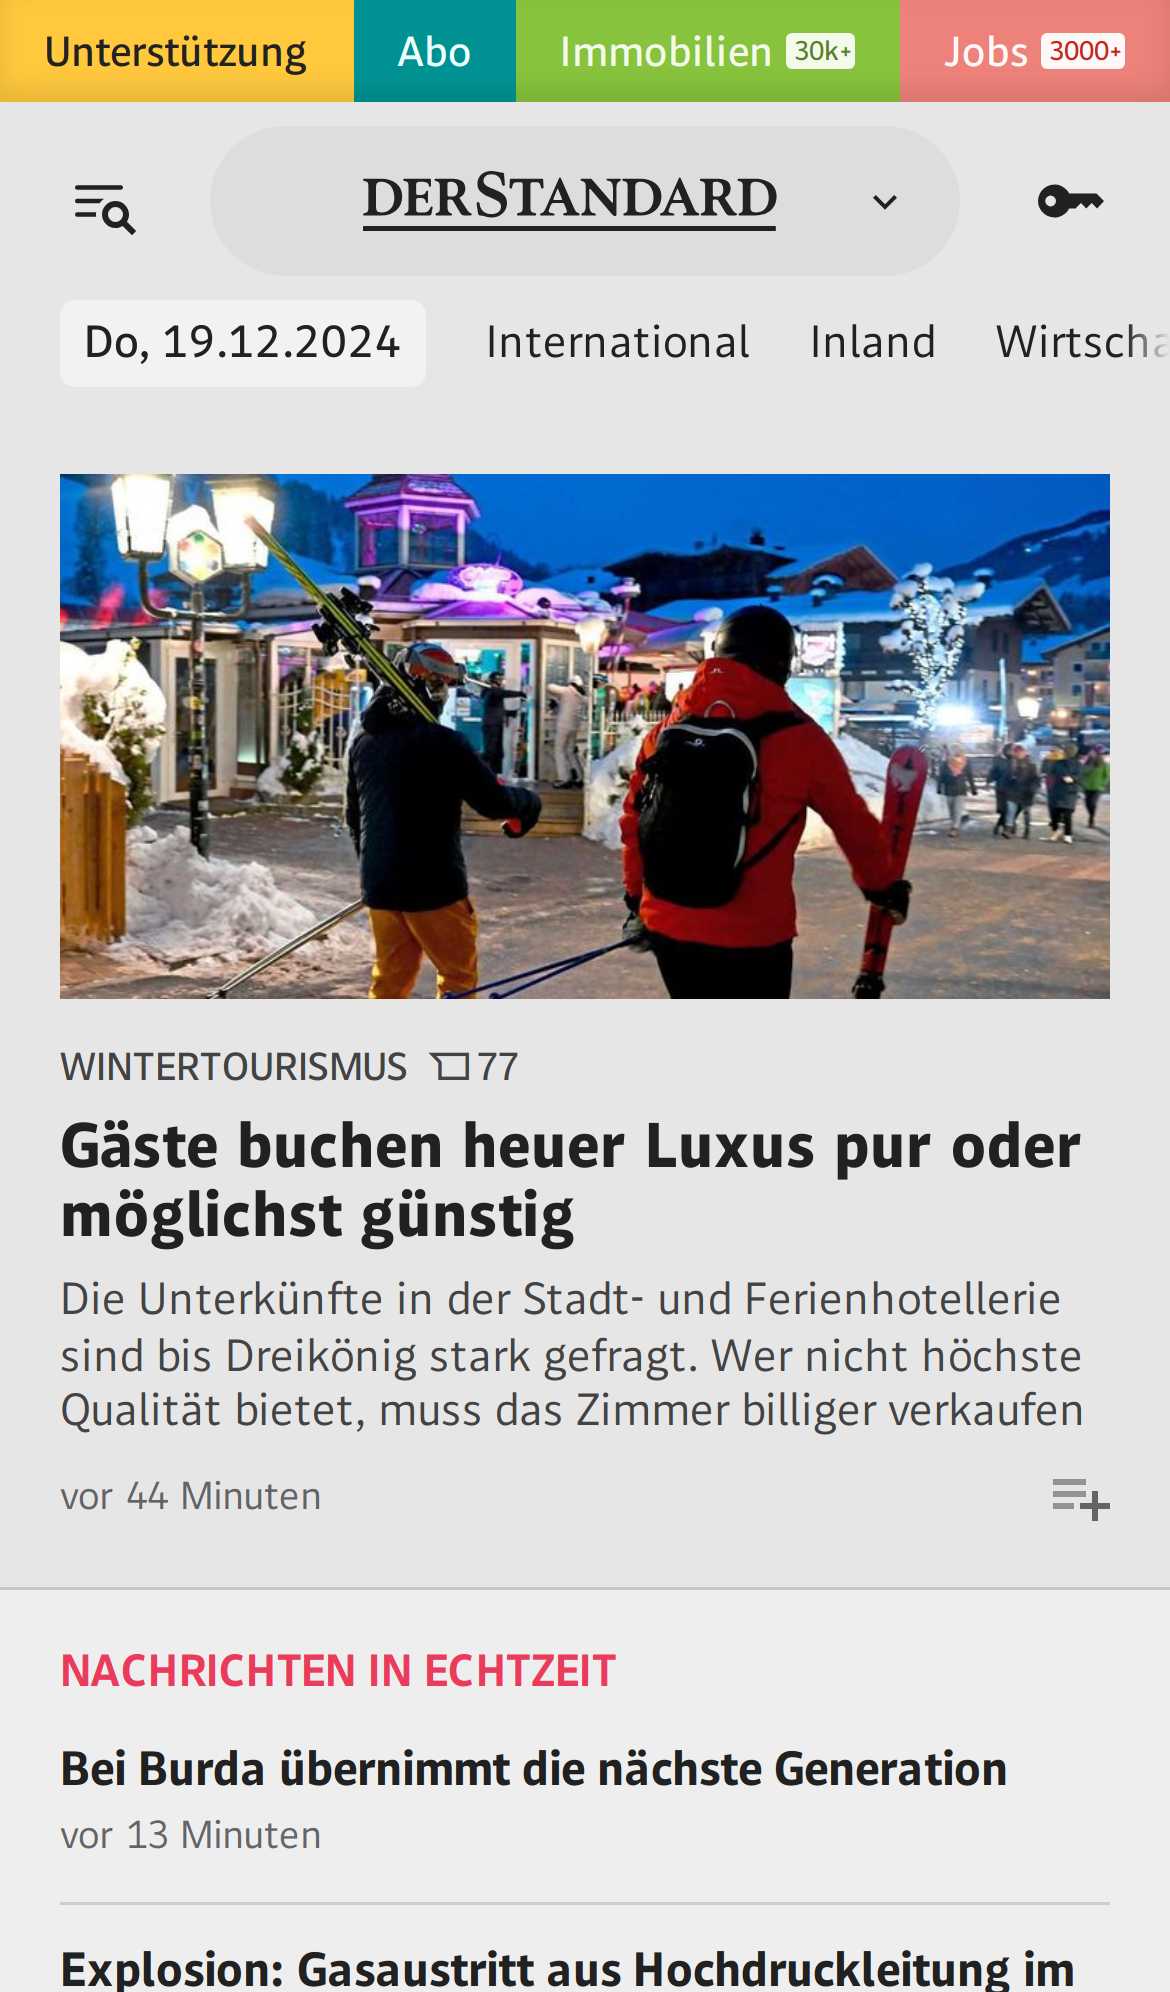 Unterstützung Abo Immobilien 30k+ Jobs 3000+
DERSTANDARD
Do, 19.12.2024 International Inland Wirtscha
WINTERTOURISMUS 77
Gäste buchen heuer Luxus pur oder
möglichst günstig
Die Unterkünfte in der Stadt- und Ferienhotellerie
sind bis Dreikönig stark gefragt. Wer nicht höchste
Qualität bietet, muss das Zimmer billiger verkaufen
vor 44 Minuten
NACHRICHTEN IN ECHTZEIT
Bei Burda übernimmt die nächste Generation
vor 13 Minuten
Explosion: Gasaustritt aus Hochdruckleitung im